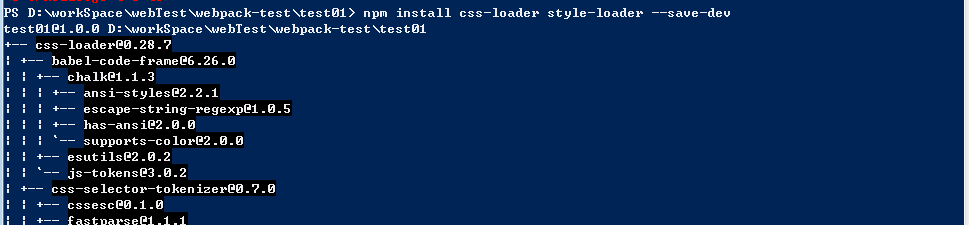 PS D:\workSpace\webTest\webpack-test\test01> npm install css-loader style-loader --save-dev
test01@1.0.0 D:\workSpace\webTest\webpack-test\test01
+-- css-loader@0.28.7
¦ +-- babel-code-frame@6.26.0
¦ ¦ +-- chalk@1.1.3
¦ ¦ ¦ +-- ansi-styles@2.2.1
¦ ¦ ¦ +-- escape-string-regexp@1.0.5
¦ ¦ ¦ +-- has-ansi@2.0.0
¦ ¦ ¦ `-- supports-color@2.0.0
¦ ¦ +-- esutils@2.0.2
¦ ¦ `-- js-tokens@3.0.2
¦ +-- css-selector-tokenizer@0.7.0
¦ ¦ +-- cssesc@0.1.0
¦ ¦ +-- fastparse@1.1.1